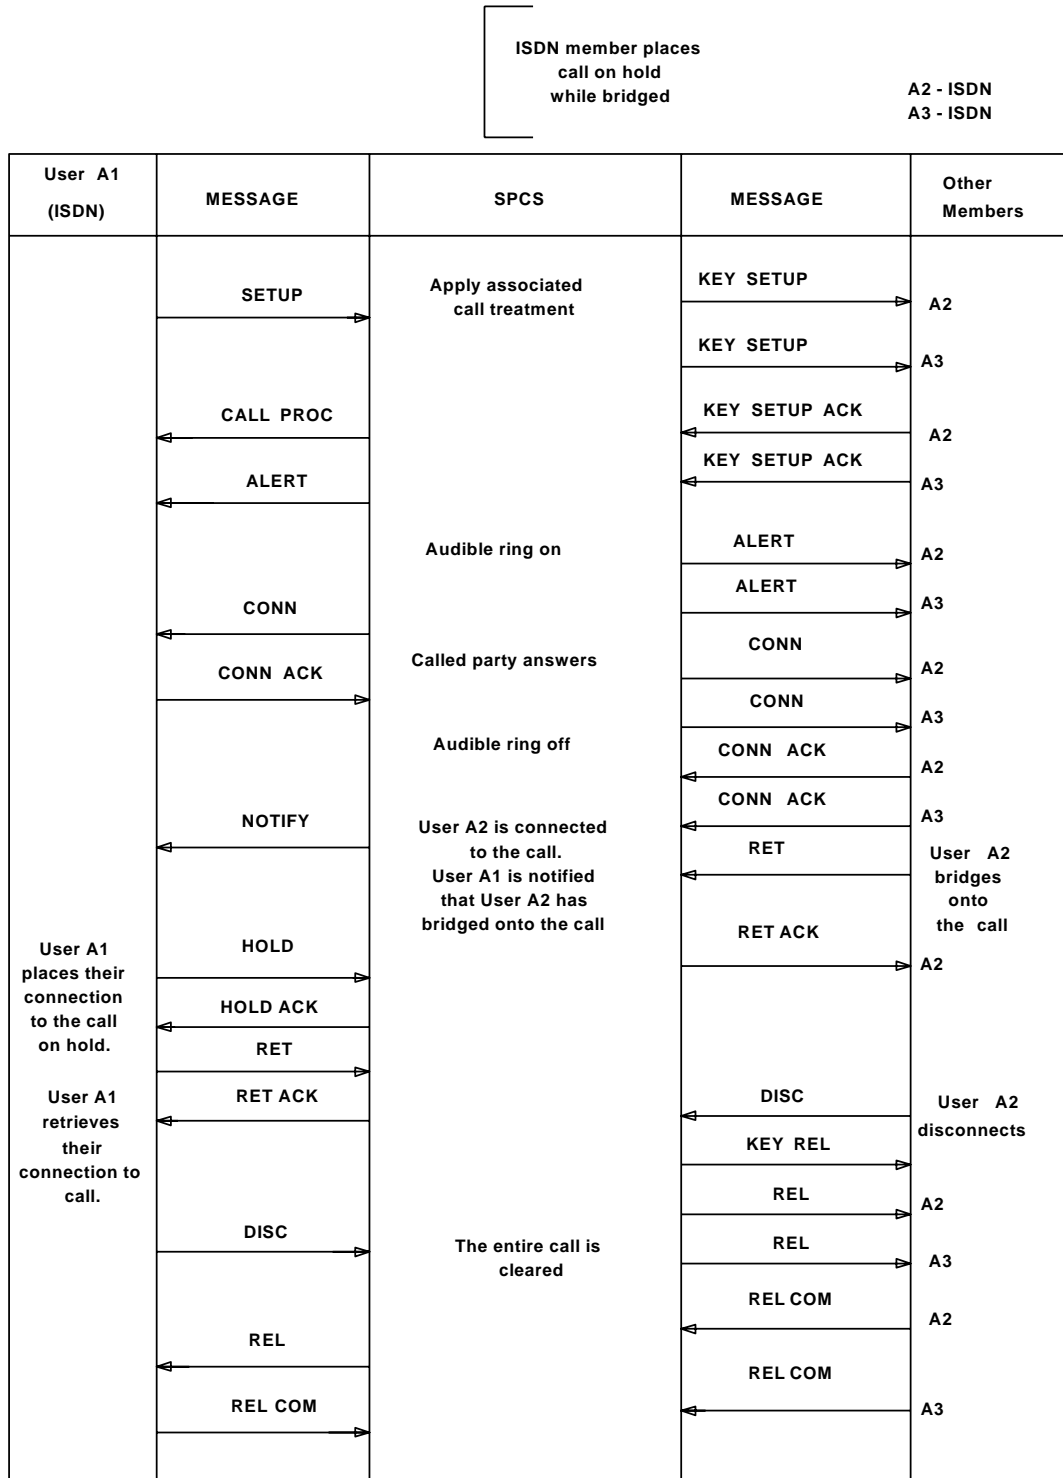 ISDN member places
call on hold
while bridged
A2 - ISDN
A3 - ISDN
User A1
(ISDN)
MESSAGE
SPCS
MESSAGE
Other
Members
SETUP
Apply associated
call treatment
KEY SETUP
A2
KEY SETUP
A3
CALL PROC
KEY SETUP ACK
A2
ALERT
KEY SETUP ACK
A3
Audible ring on
ALERT
A2
ALERT
A3
CONN
Called party answers
CONN
A2
CONN ACK
CONN
A3
Audible ring off
CONN ACK
A2
CONN ACK
A3
NOTIFY
User A2 is connected
to the call.
User A1 is notified
that User A2 has
bridged onto the call
RET
User A2
bridges
onto
the call
User A1
places their
connection
to the call
on hold.
HOLD
RET ACK
A2
HOLD ACK
RET
User A1
retrieves
their
connection to
call.
RET ACK
DISC
User A2
disconnects
KEY REL
REL
A2
DISC
The entire call is
cleared
REL
A3
REL COM
A2
REL
REL COM
A3
REL COM